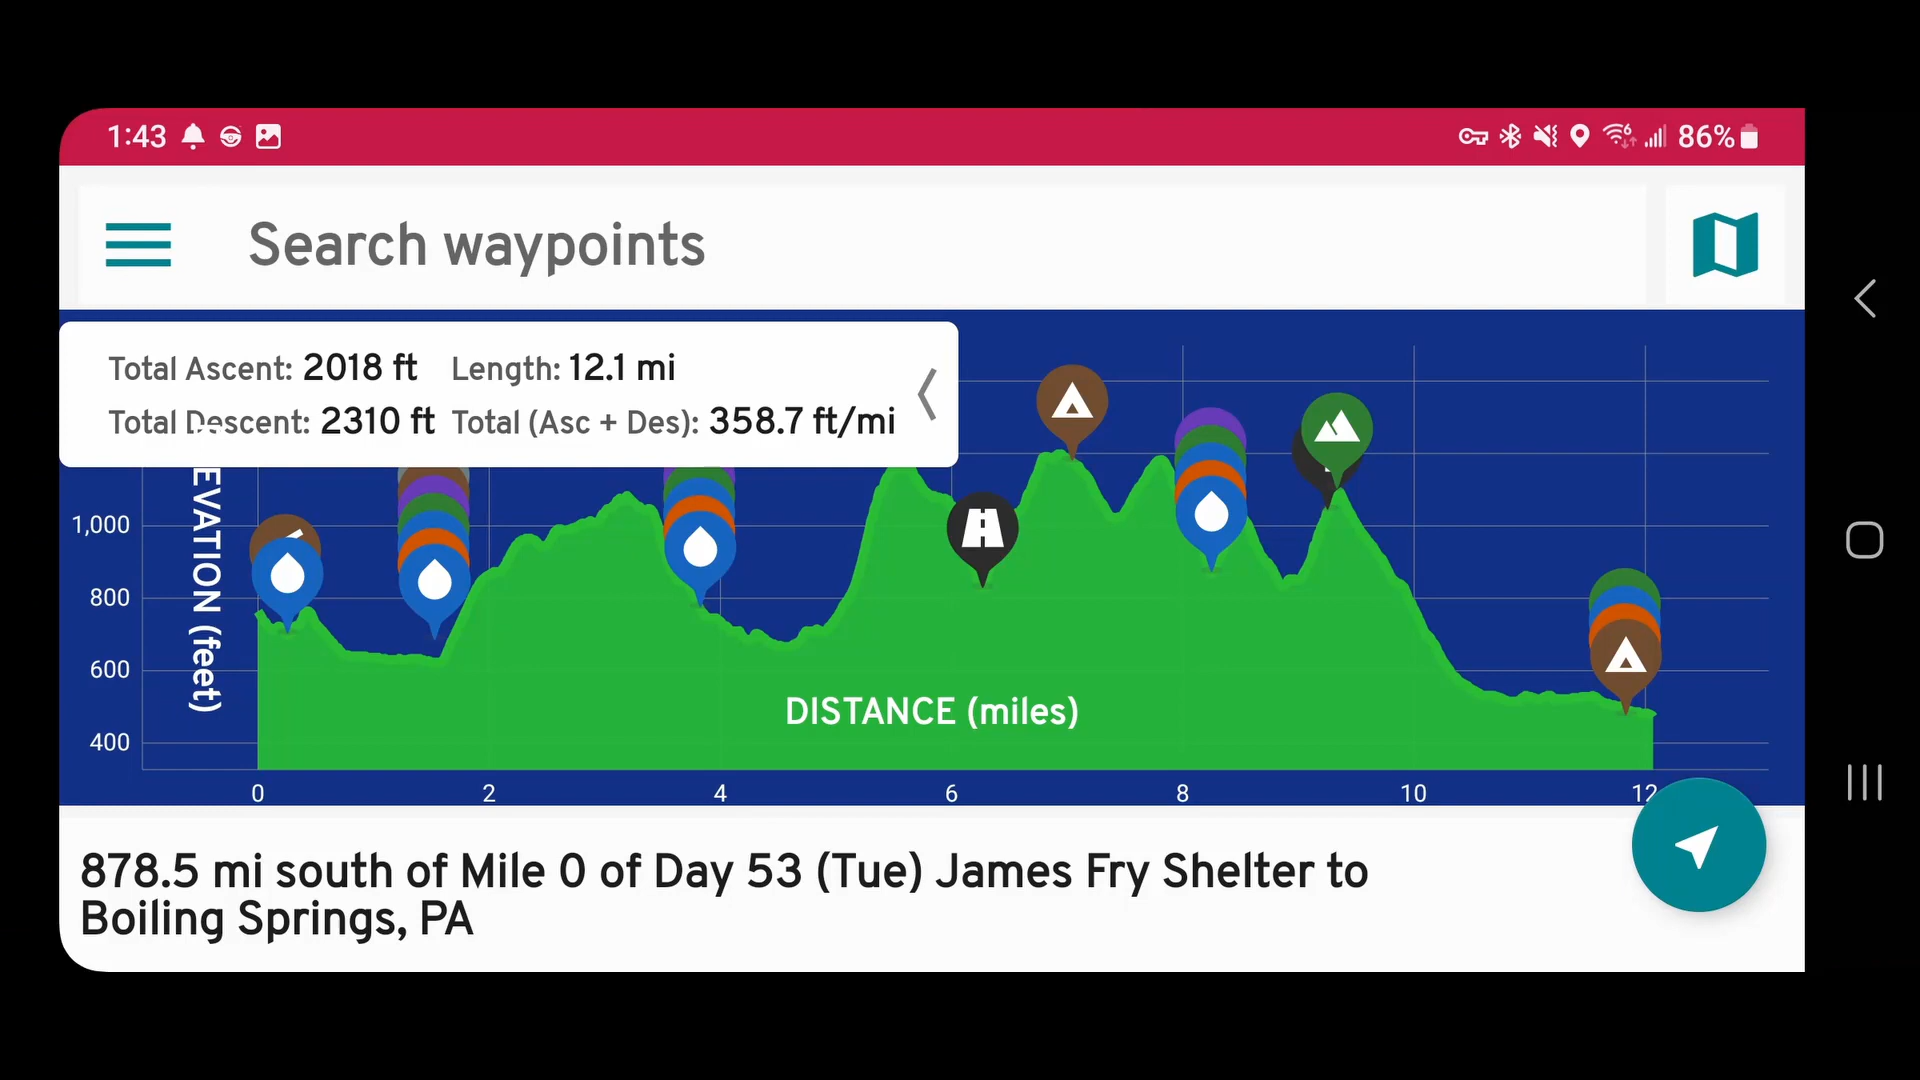 1:43
86%
Search waypoints
Total Ascent: 2018 ft Length: 12.1 mi
Total Descent: 2310 ft Total (Asc + Des): 358.7 ft/mi
EVATION (feet)
1,000
800
600
400
DISTANCE (miles)
0 2 4 6 8 10 12
878.5 mi south of Mile 0 of Day 53 (Tue) James Fry Shelter to
Boiling Springs, PA